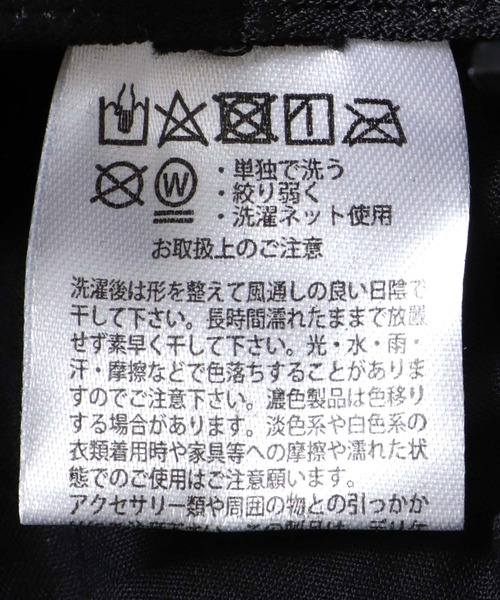 W
・単独で洗う
・絞り弱く
・洗濯ネット使用
お取扱上のご注意
洗濯後は形を整えて風通しの良い日陰で
干して下さい。長時間濡れたままで放置
せず素早く干して下さい。光・水・雨・
汗・摩擦などで色落ちすることがありま
すのでご注意下さい。濃色製品は色移り
する場合があります。淡色系や白色系の
衣類着用時や家具等への摩擦や濡れた状
態でのご使用はご注意願います。
アクセサリー類や周囲の物との引っかか